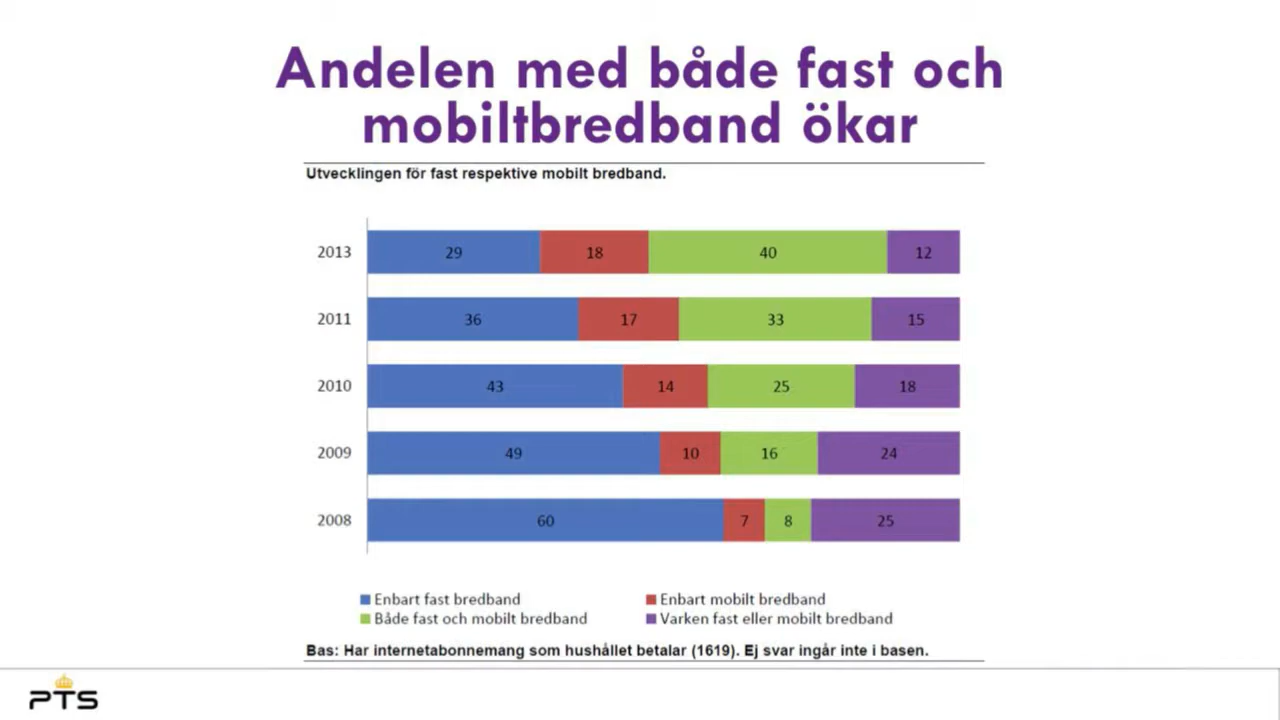 Andelen med både fast och
mobiltbredband ökar
Utvecklingen för fast respektive mobilt bredband.
2013 29 18 40 12
2011 36 17 33 15
2010 43 14 25 18
2009 49 10 16 24
2008 60 7 8 25
Enbart fast bredband Enbart mobilt bredband
Både fast och mobilt bredband Varken fast eller mobilt bredband
Bas: Har internetabonnemang som hushållet betalar (1619). Ej svar ingår inte i basen.
PTS